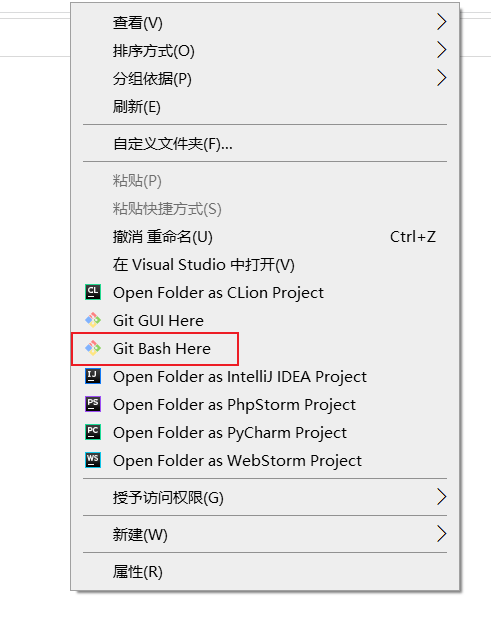 查看(V)
排序方式(O)
分组依据(P)
刷新(E)
自定义文件夹(F)...
粘贴(P)
粘贴快捷方式(S)
撤消 重命名(U) Ctrl+Z
在 Visual Studio 中打开(V)
CL Open Folder as CLion Project
Git GUI Here
Git Bash Here
IJ Open Folder as IntelliJ IDEA Project
PS Open Folder as PhpStorm Project
PC Open Folder as PyCharm Project
WS Open Folder as WebStorm Project
授予访问权限(G)
新建(W)
属性(R)